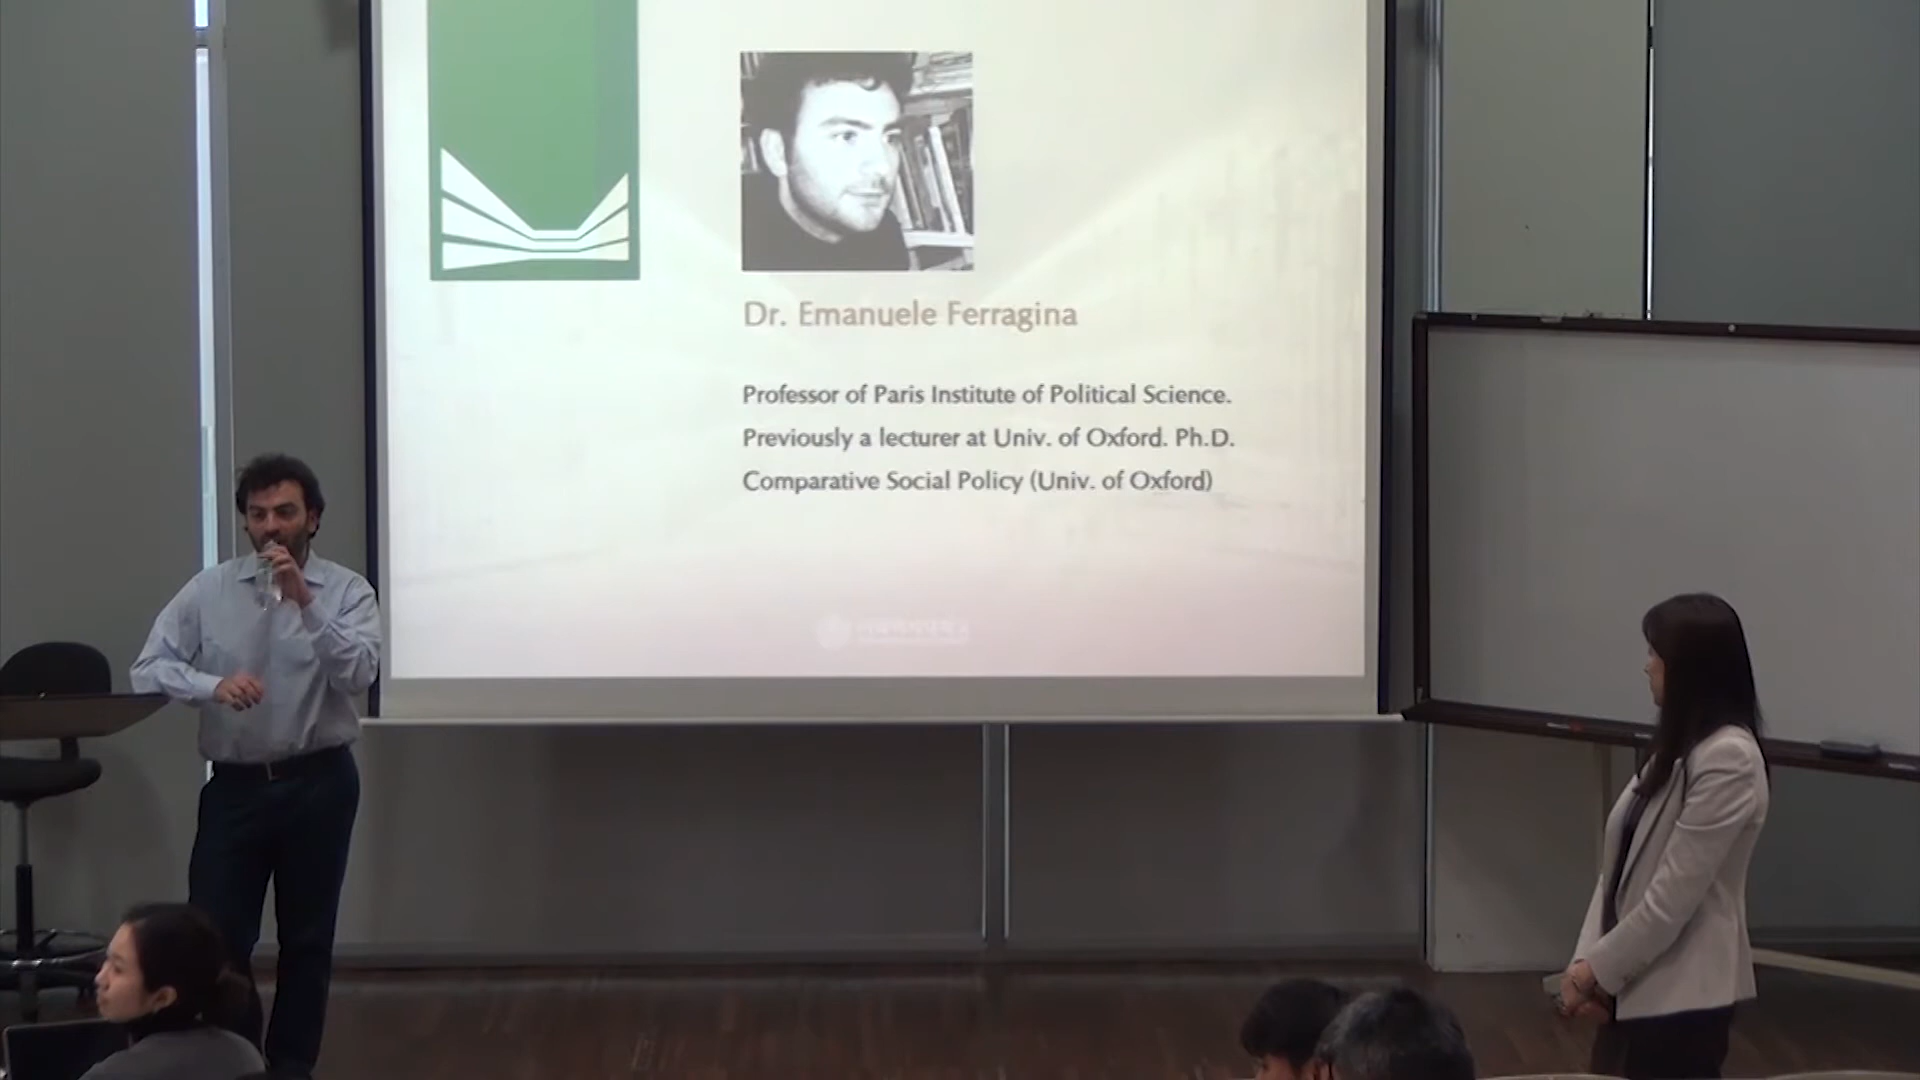 Dr. Emanuele Ferragina
Professor of Paris Institute of Political Science.
Previously a lecturer at Univ. of Oxford. Ph.D.
Comparative Social Policy (Univ. of Oxford)